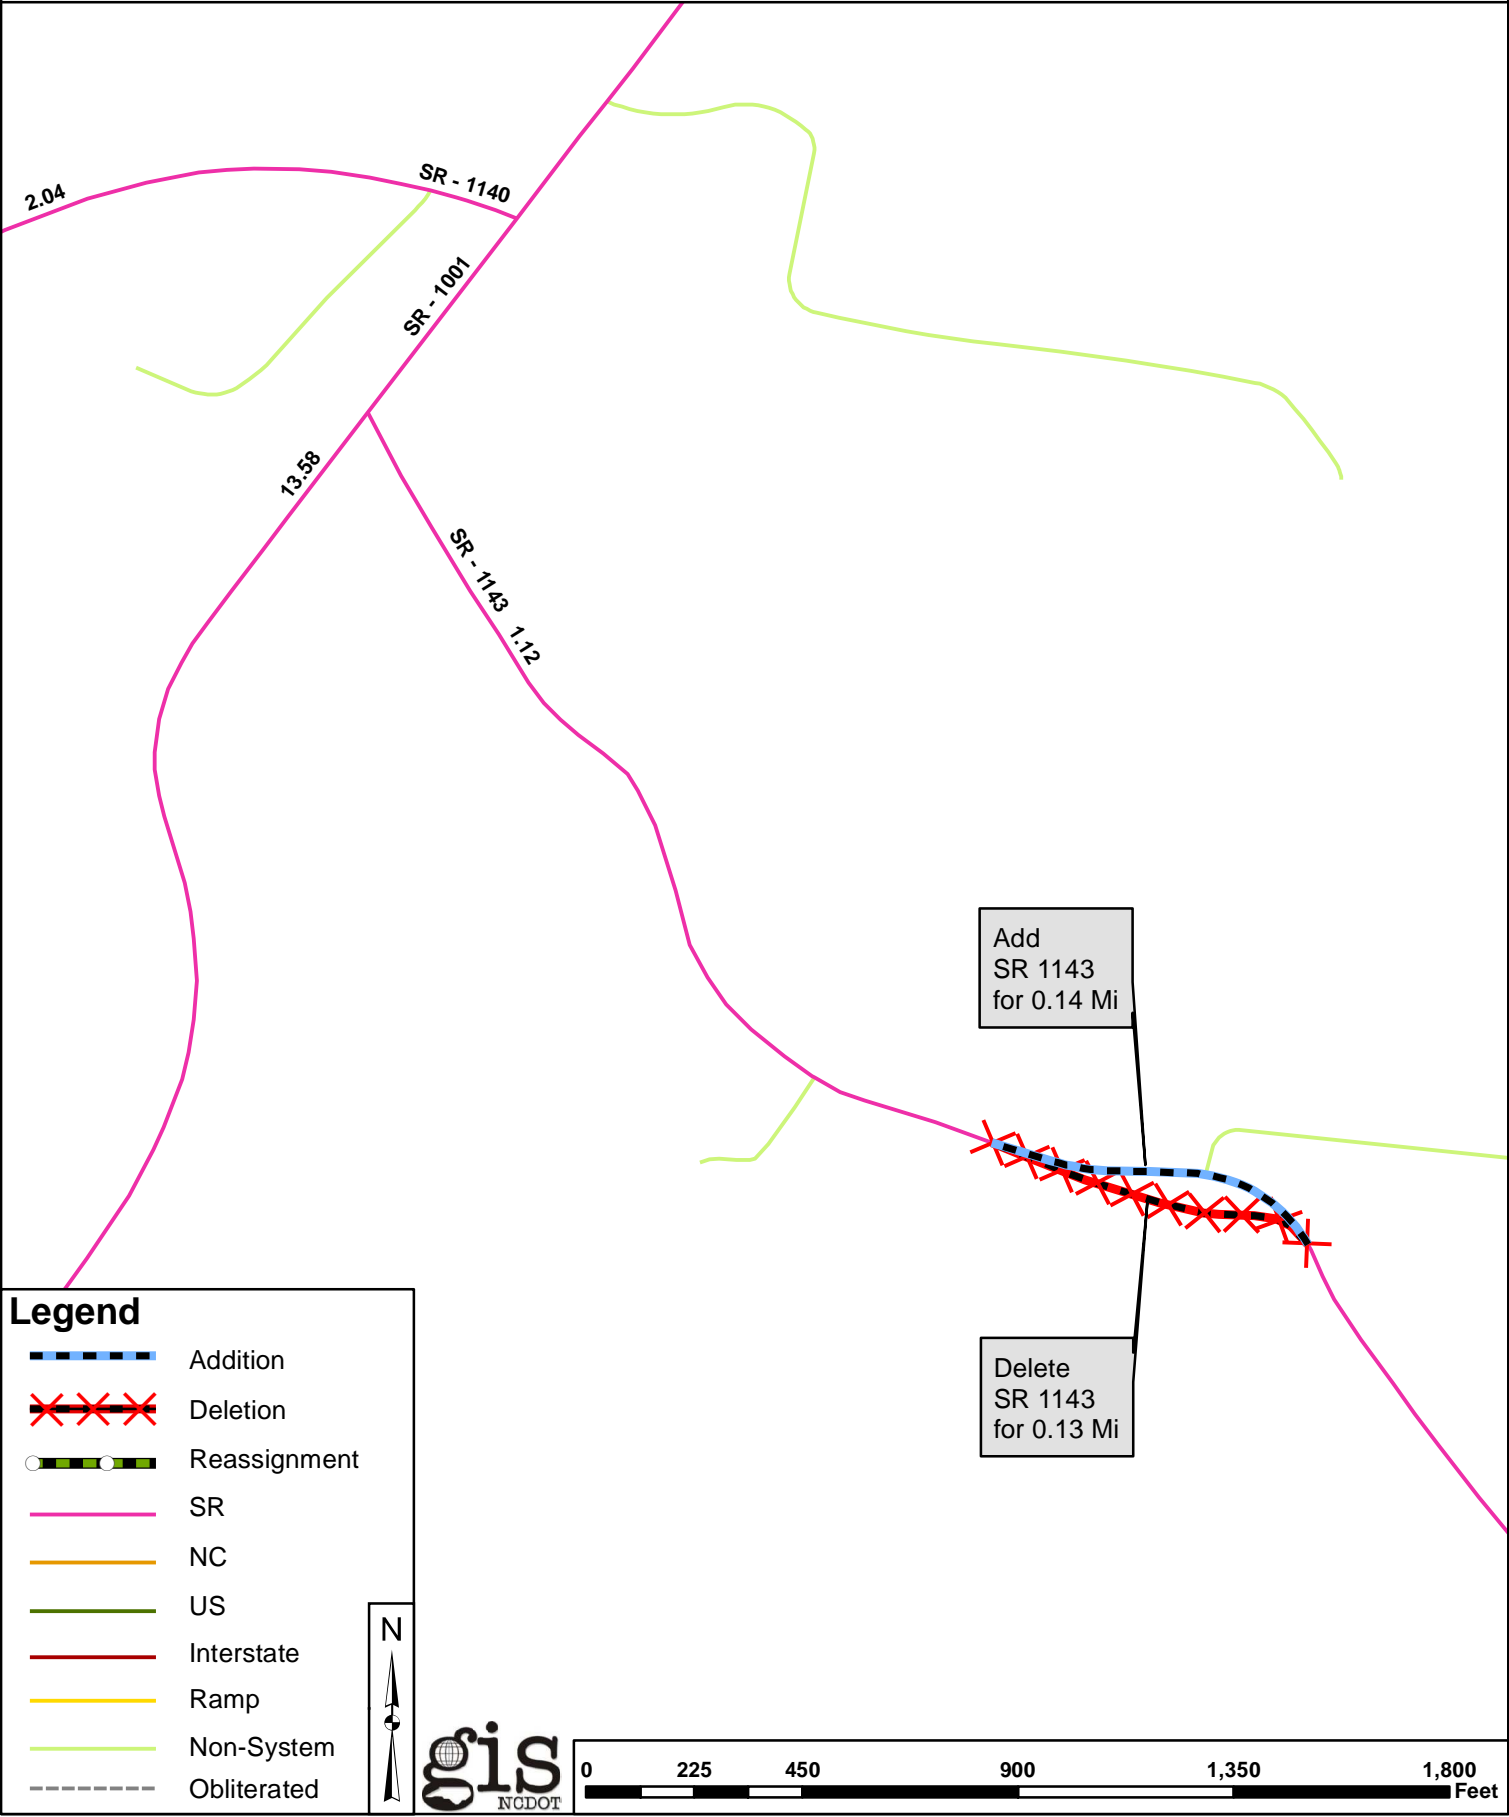 2.04
SR - 1140
SR - 1001
13.58
SR - 1143 1.12
Add
SR 1143
for 0.14 Mi
Delete
SR 1143
for 0.13 Mi
Legend
Addition
Deletion
Reassignment
SR
NC
US
Interstate
Ramp
Non-System
Obliterated
N
gis
NCDOT
0 225 450 900 1,350 1,800
Feet